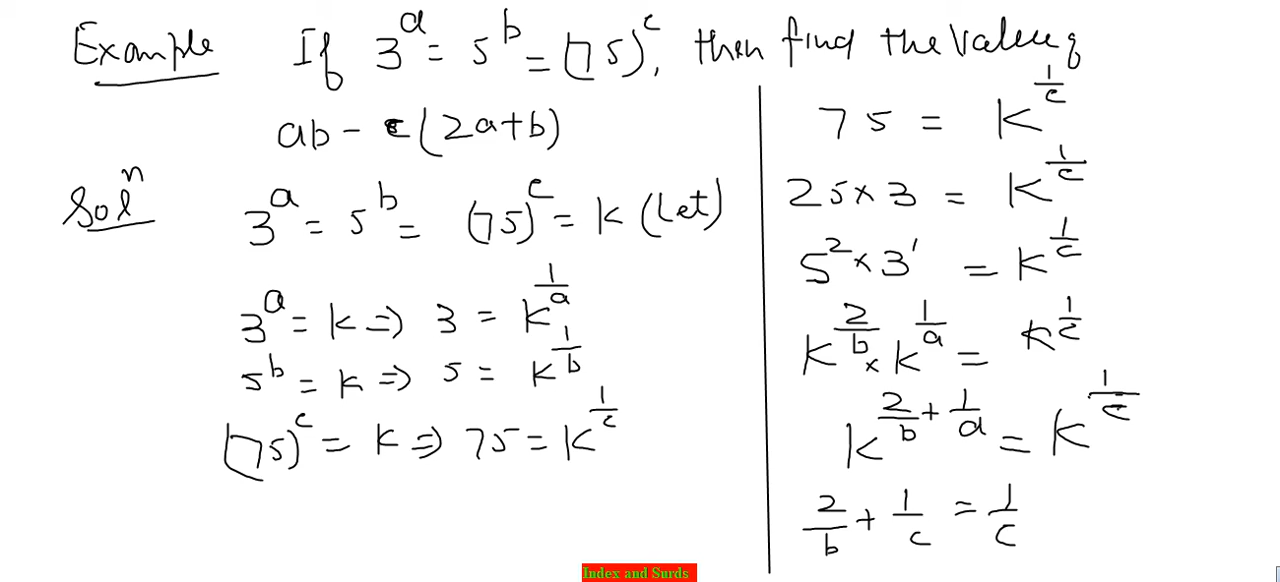 Example If 3^a = 5^b = (75)^c, then find the value of
ab - c(2a+b)
Solⁿ 3^a = 5^b = (75)^c = k (Let)
3^a = k => 3 = k^(1/a)
5^b = k => 5 = k^(1/b)
(75)^c = k => 75 = k^(1/c)
75 = k^(1/c)
25 × 3 = k^(1/c)
5^2 × 3^1 = k^(1/c)
k^(2/b) × k^(1/a) = k^(1/c)
k^(2/b + 1/a) = k^(1/c)
2/b + 1/c = 1/c
Index and Surds